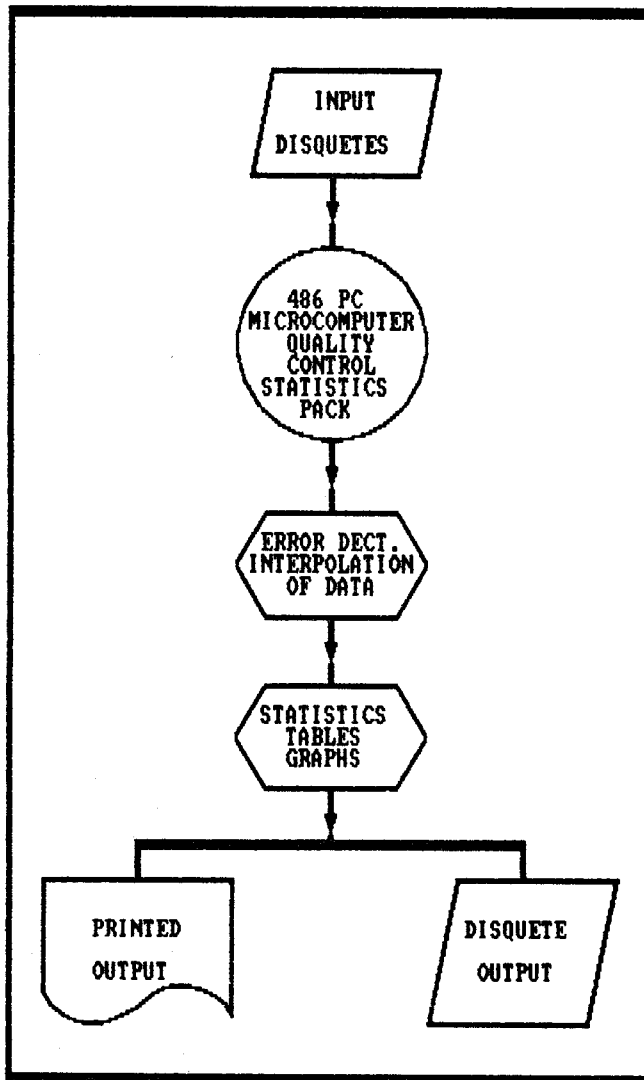 INPUT
DISQUETES
486 PC
MICROCOMPUTER
QUALITY
CONTROL
STATISTICS
PACK
ERROR DECT.
INTERPOLATION
OF DATA
STATISTICS
TABLES
GRAPHS
PRINTED
OUTPUT
DISQUETE
OUTPUT